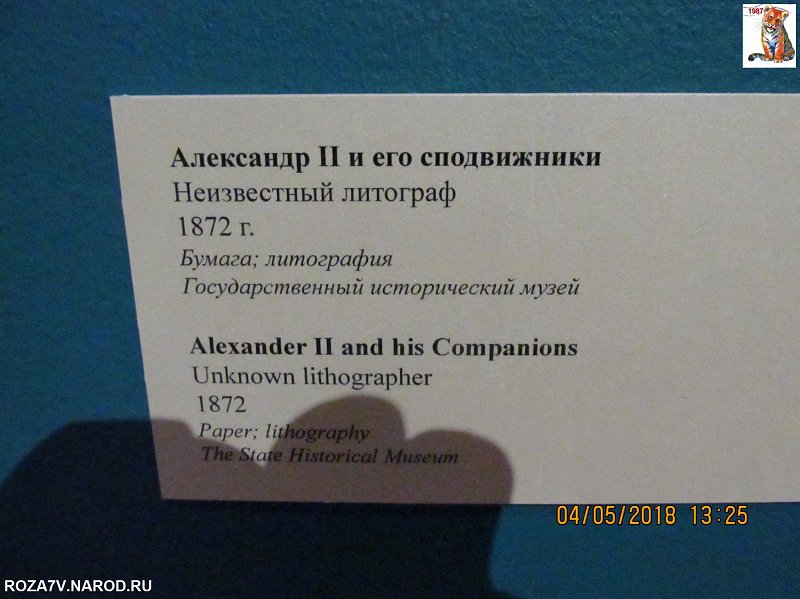 1987
Александр II и его сподвижники
Неизвестный литограф
1872 г.
Бумага; литография
Государственный исторический музей
Alexander II and his Companions
Unknown lithographer
1872
Paper; lithography
The State Historical Museum
04/05/2018 13:25
ROZA7V.NAROD.RU